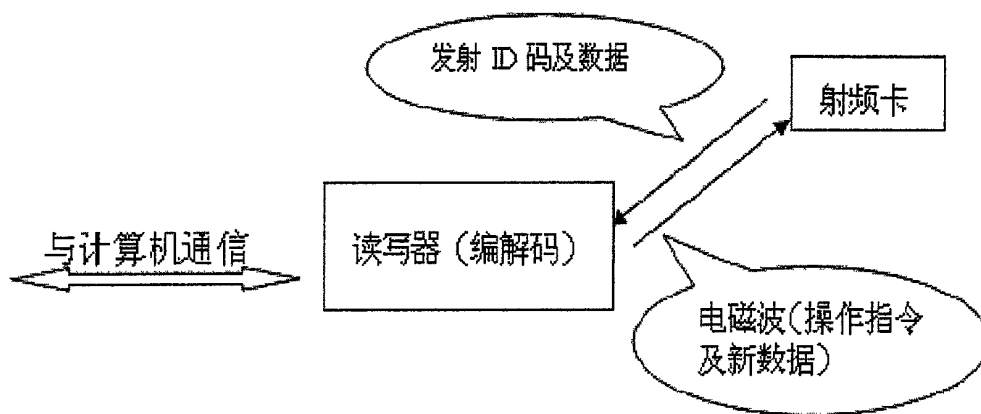 发射 ID 码及数据
射频卡
与计算机通信
读写器（编解码）
电磁波（操作指令
及新数据）